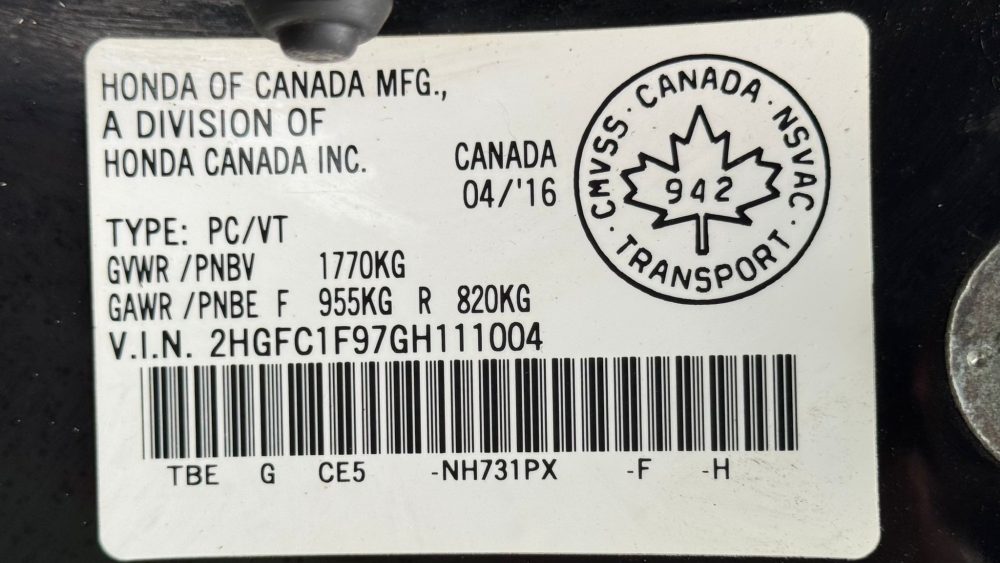 HONDA OF CANADA MFG.,
A DIVISION OF
HONDA CANADA INC.
CANADA
04/'16
TYPE: PC/VT
GVWR /PNBV 1770KG
GAWR /PNBE F 955KG R 820KG
V.I.N. 2HGFC1F97GH111004
TBE G CE5 -NH731PX -F -H
CMVSS · CANADA · NSVAC · TRANSPORT ·
942